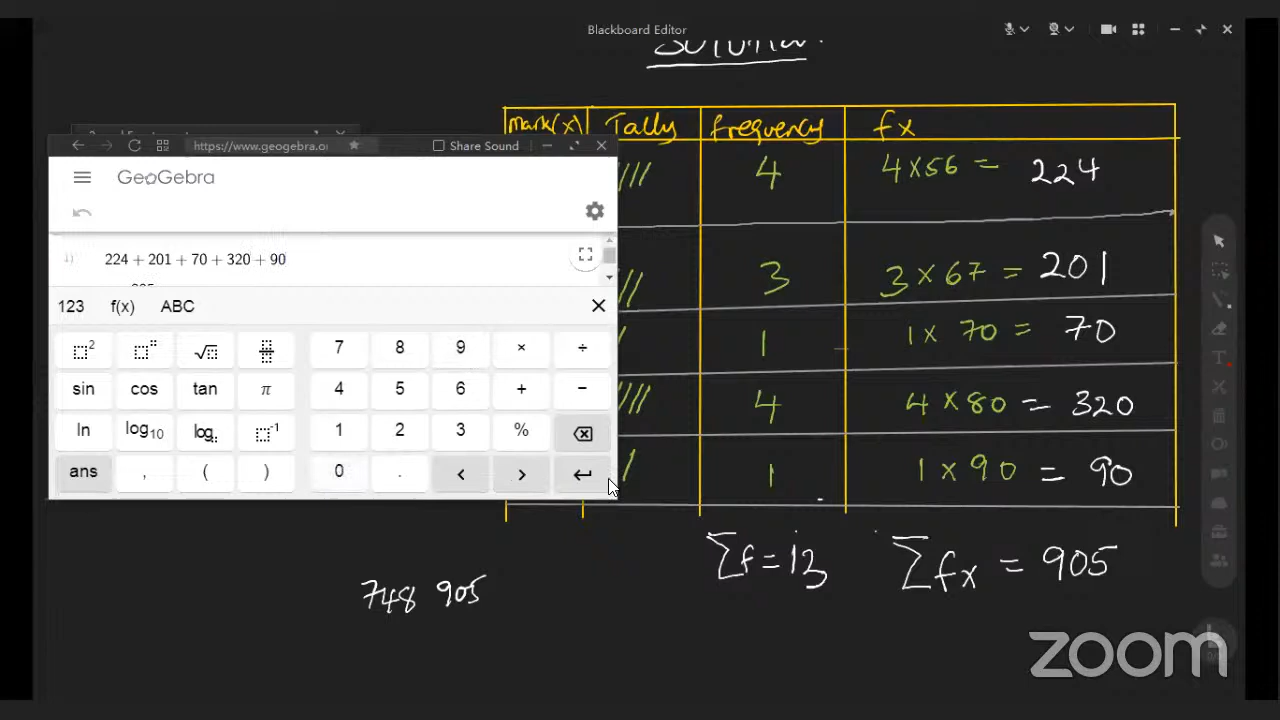 Blackboard Editor
Solution.
mark(x) Tally frequency fx
https://www.geogebra.o
Share Sound
GeoGebra
4 4×56 = 224
224 + 201 + 70 + 320 + 90
3 3×67 = 201
123 f(x) ABC
1 1× 70 = 70
7 8 9 × ÷
sin cos tan π 4 5 6 + −
4 4×80 = 320
ln log10 log 1 2 3 % 
1 1×90 = 90
ans , ( ) 0 . < >
Σf = 13 Σfx = 905
748 905
zoom